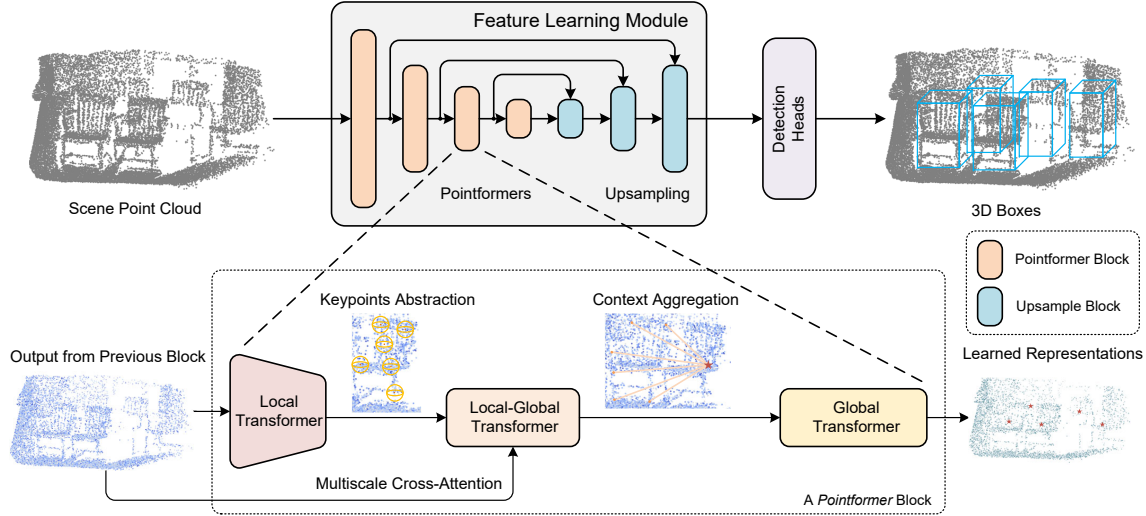 Feature Learning Module
Pointformers
Upsampling
Detection
Heads
Scene Point Cloud
3D Boxes
Pointformer Block
Upsample Block
Keypoints Abstraction
Context Aggregation
Output from Previous Block
Learned Representations
Local
Transformer
Local-Global
Transformer
Global
Transformer
Multiscale Cross-Attention
A Pointformer Block